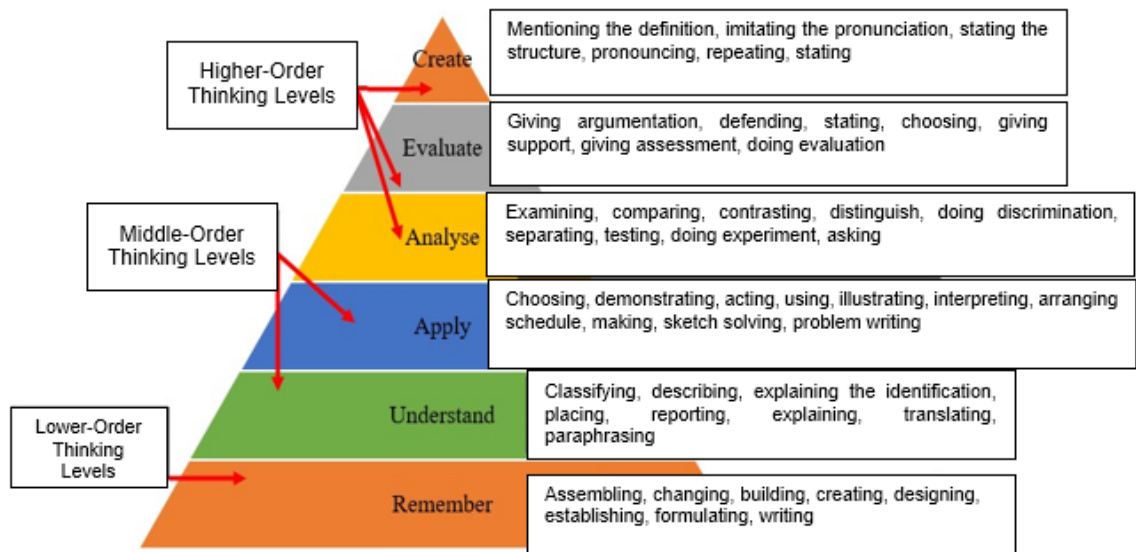 Mentioning the definition, imitating the pronunciation, stating the
structure, pronouncing, repeating, stating
Create
Higher-Order
Thinking Levels
Giving argumentation, defending, stating, choosing, giving
support, giving assessment, doing evaluation
Evaluate
Examining, comparing, contrasting, distinguish, doing discrimination,
separating, testing, doing experiment, asking
Analyse
Middle-Order
Thinking Levels
Choosing, demonstrating, acting, using, illustrating, interpreting, arranging
schedule, making, sketch solving, problem writing
Apply
Classifying, describing, explaining the identification,
placing, reporting, explaining, translating,
paraphrasing
Understand
Lower-Order
Thinking
Levels
Assembling, changing, building, creating, designing,
establishing, formulating, writing
Remember